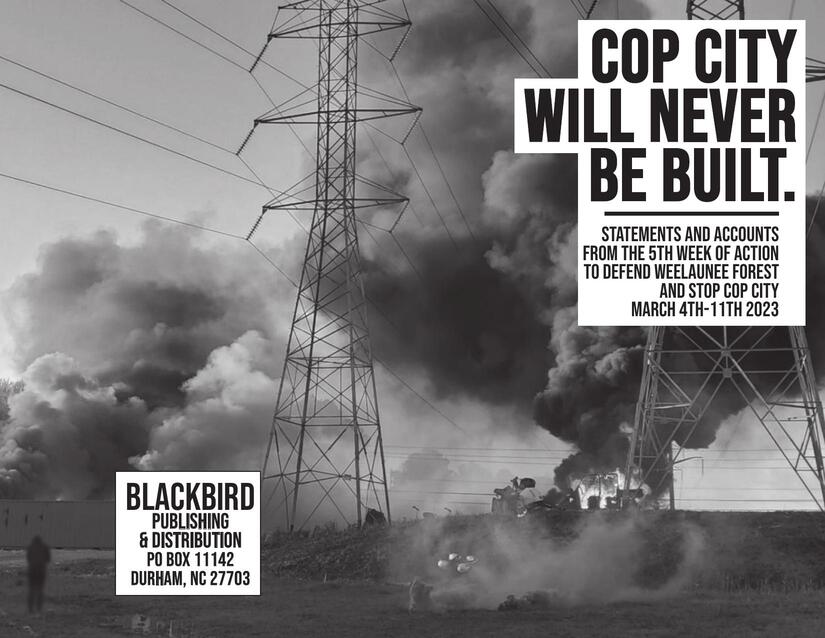 COP CITY
WILL NEVER
BE BUILT.
STATEMENTS AND ACCOUNTS
FROM THE 5TH WEEK OF ACTION
TO DEFEND WEELAUNEE FOREST
AND STOP COP CITY
MARCH 4TH-11TH 2023
BLACKBIRD
PUBLISHING
& DISTRIBUTION
PO BOX 11142
DURHAM, NC 27703